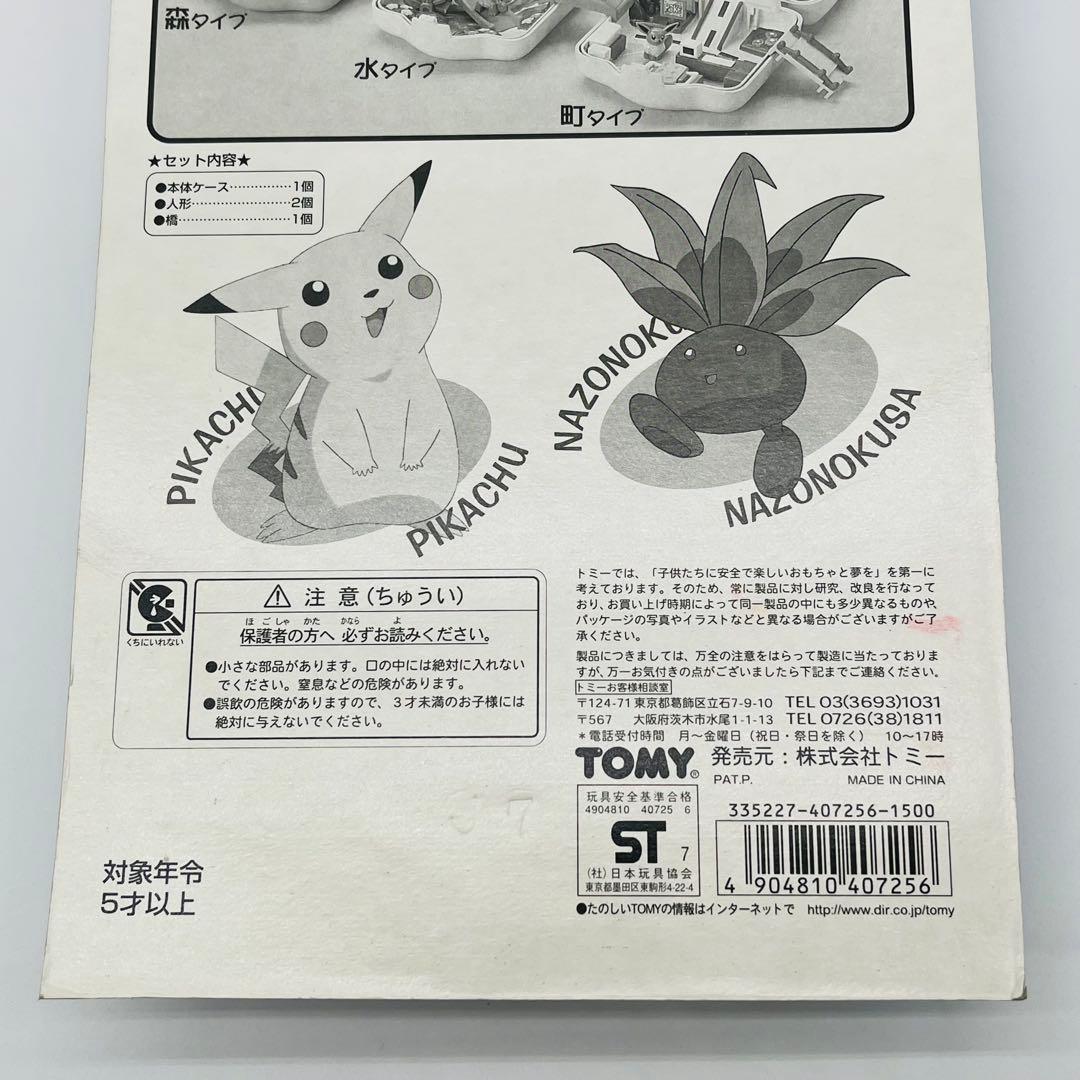 森タイプ
水タイプ
町タイプ
★セット内容★
●本体ケース……………1個
●人形……………………2個
●橋………………………1個
PIKACHU
PIKACHU
NAZONOKUSA
NAZONOKUSA
くちにいれない
⚠ 注意(ちゅうい)
ほごしゃ かた かなら よ
保護者の方へ 必ずお読みください。
●小さな部品があります。口の中には絶対に入れない
でください。窒息などの危険があります。
●誤飲の危険がありますので、3才未満のお子様には
絶対に与えないでください。
対象年令
5才以上
トミーでは、「子供たちに安全で楽しいおもちゃと夢を」を第一に
考えております。そのため、常に製品に対し研究、改良を行なって
おり、お買い上げ時期によって同一製品の中にも多少異なるものや、
パッケージの写真やイラストなどと異なる場合がございますがご了
承ください。
製品につきましては、万全の注意をはらって製造に当たっておりま
すが、万一お気付きの点がございましたら下記までご連絡ください。
トミーお客様相談室
〒124-71 東京都葛飾区立石7-9-10 TEL 03(3693)1031
〒567 大阪府茨木市水尾1-1-13 TEL 0726(38)1811
*電話受付時間 月〜金曜日(祝日・祭日を除く) 10〜17時
TOMY® 発売元:株式会社トミー
PAT.P. MADE IN CHINA
玩具安全基準合格
4904810 40725 6
ST 7
(社)日本玩具協会
東京都墨田区東駒形4-22-4
335227-407256-1500
4 904810 407256
●たのしいTOMYの情報はインターネットで http://www.dir.co.jp/tomy